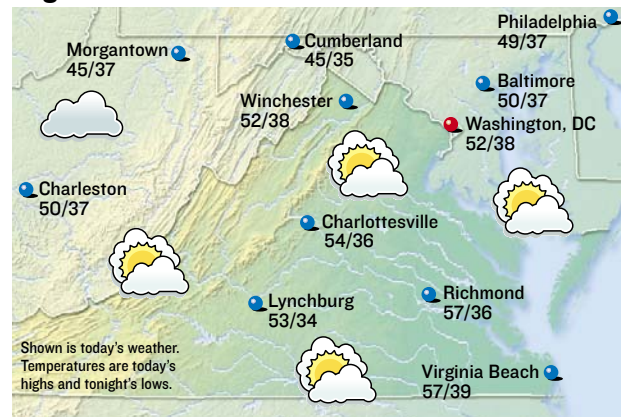 Philadelphia
49/37
Morgantown
45/37
Cumberland
45/35
Baltimore
50/37
Winchester
52/38
Washington, DC
52/38
Charleston
50/37
Charlottesville
54/36
Lynchburg
53/34
Richmond
57/36
Shown is today's weather.
Temperatures are today's
highs and tonight's lows.
Virginia Beach
57/39